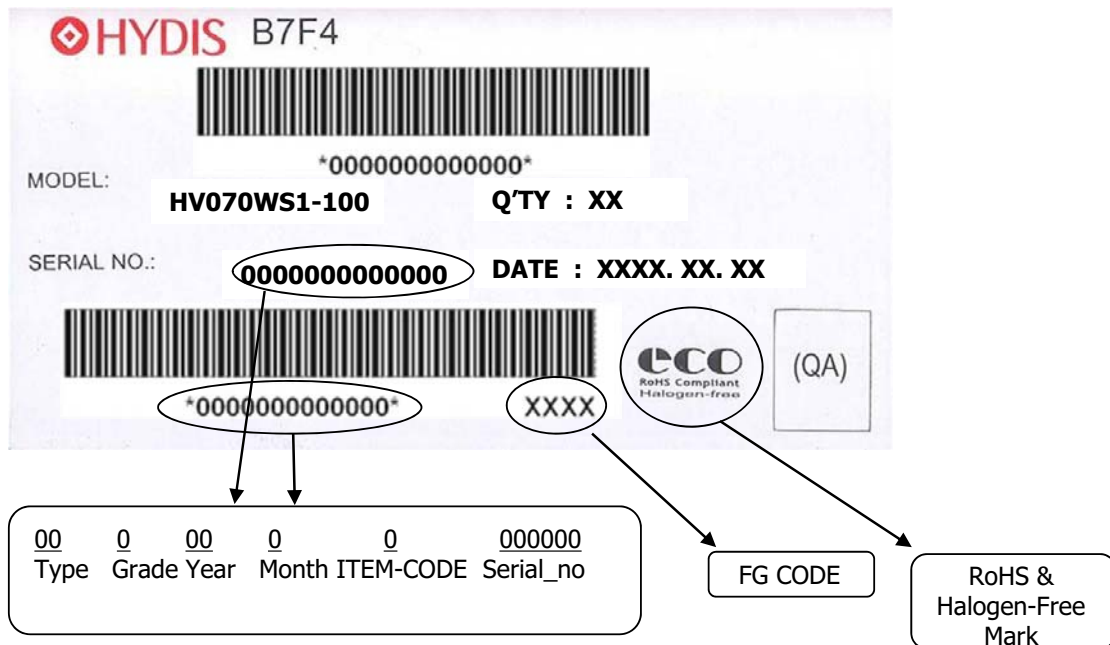 HYDIS B7F4
*0000000000000*
MODEL:
HV070WS1-100 Q'TY : XX
SERIAL NO.:
0000000000000 DATE : XXXX. XX. XX
eco
RoHS Compliant
Halogen-free
(QA)
*0000000000000* XXXX
00 0 00 0 0 000000
Type Grade Year Month ITEM-CODE Serial_no
FG CODE
RoHS &
Halogen-Free
Mark